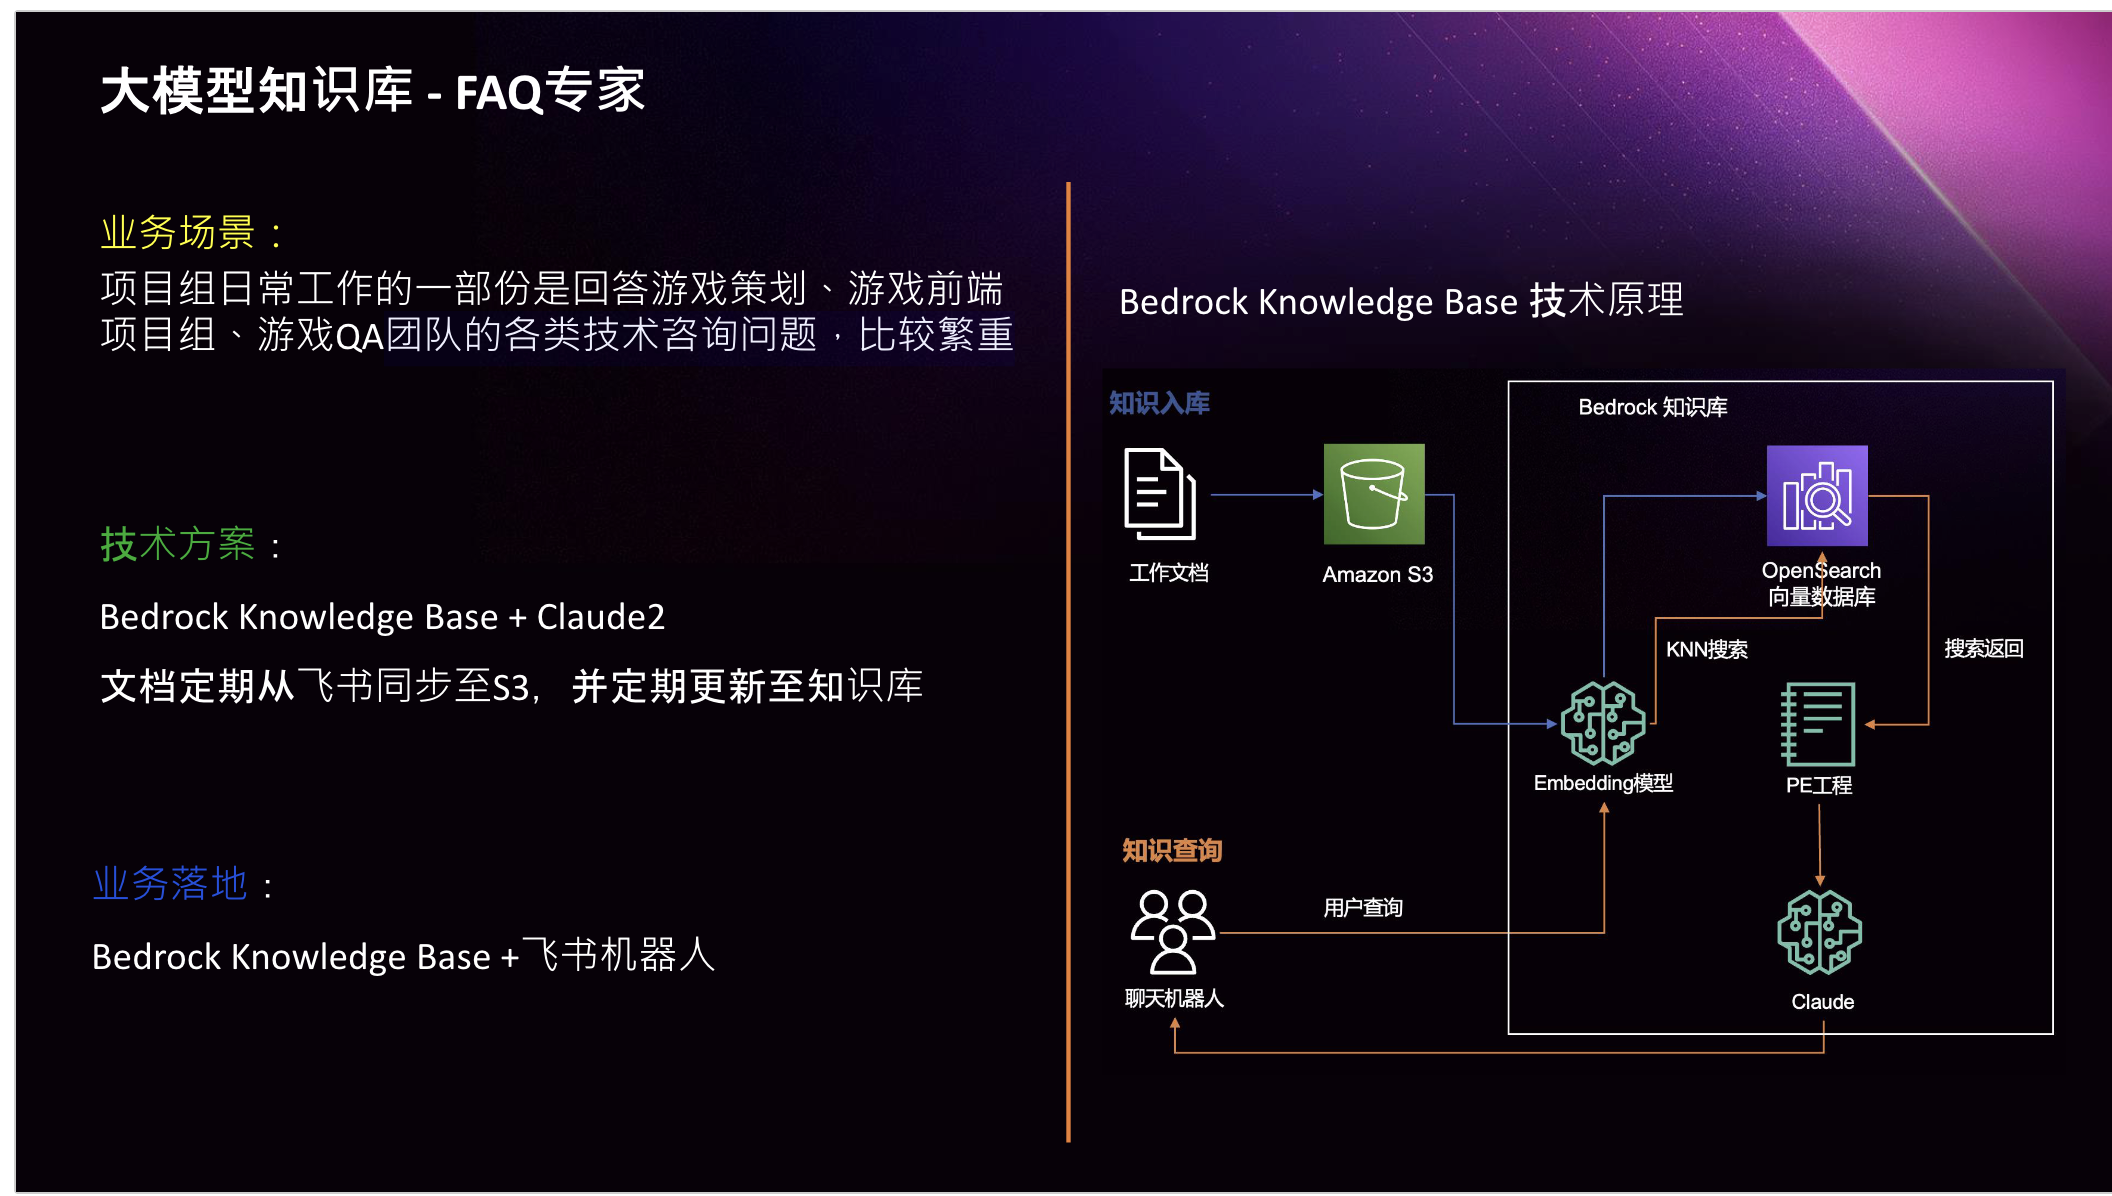 大模型知识库 - FAQ专家
业务场景：
项目组日常工作的一部份是回答游戏策划、游戏前端
项目组、游戏QA团队的各类技术咨询问题，比较繁重
技术方案：
Bedrock Knowledge Base + Claude2
文档定期从飞书同步至S3，并定期更新至知识库
业务落地：
Bedrock Knowledge Base +飞书机器人
Bedrock Knowledge Base 技术原理
知识入库
Bedrock 知识库
工作文档
Amazon S3
OpenSearch
向量数据库
KNN搜索
搜索返回
Embedding模型
PE工程
知识查询
用户查询
聊天机器人
Claude